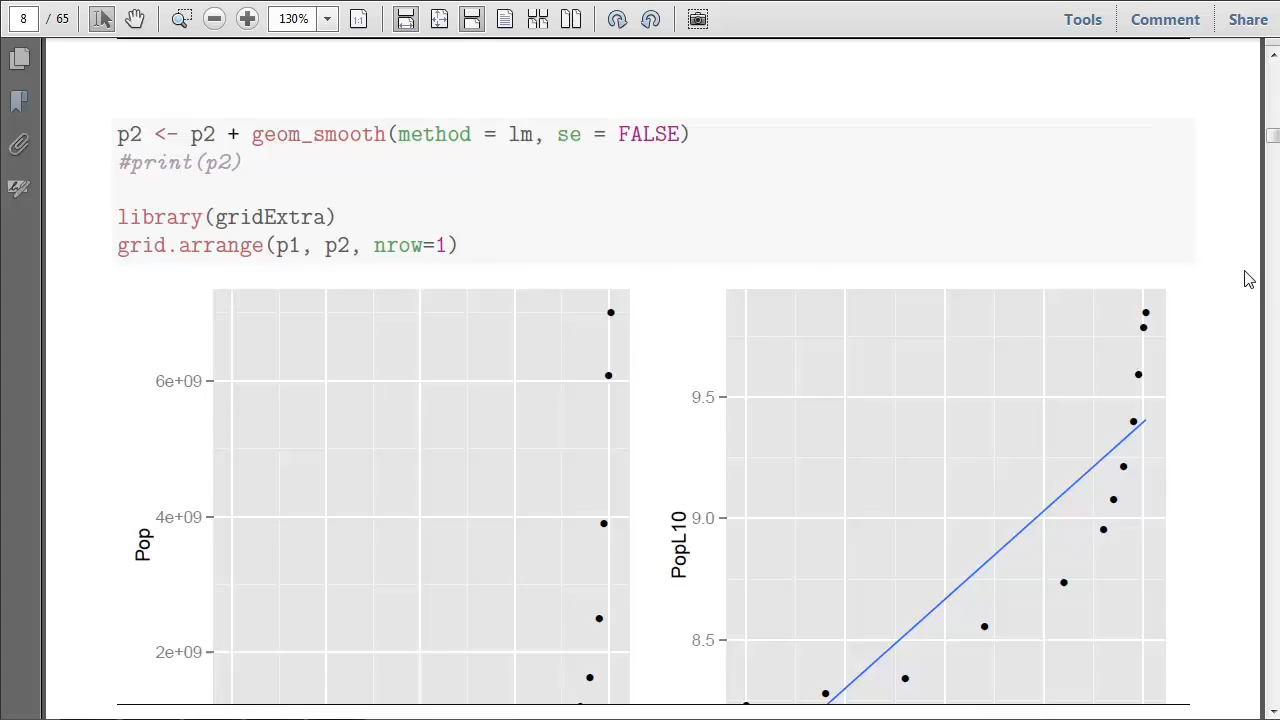 8 / 65 130% Tools Comment Share
p2 <- p2 + geom_smooth(method = lm, se = FALSE)
#print(p2)
library(gridExtra)
grid.arrange(p1, p2, nrow=1)
6e+09
4e+09
2e+09
Pop
9.5
9.0
8.5
PopL10